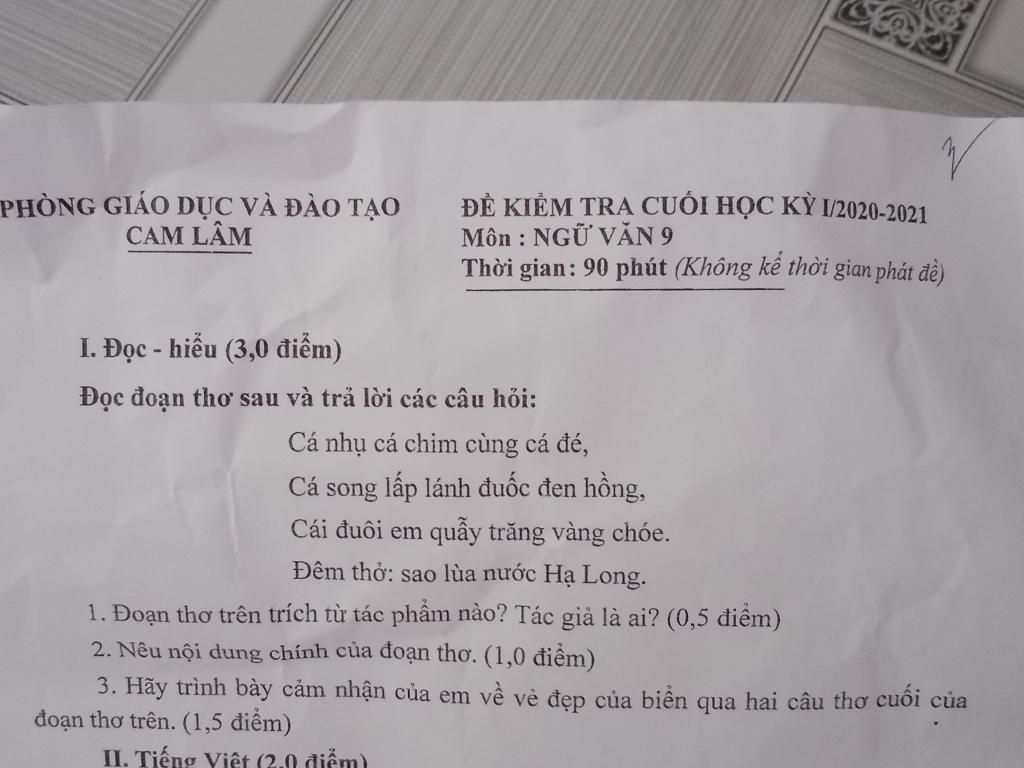 PHÒNG GIÁO DỤC VÀ ĐÀO TẠO
CAM LÂM
ĐỀ KIỂM TRA CUỐI HỌC KỲ I/2020-2021
Môn : NGỮ VĂN 9
Thời gian: 90 phút (Không kể thời gian phát đề)
I. Đọc - hiểu (3,0 điểm)
Đọc đoạn thơ sau và trả lời các câu hỏi:
Cá nhụ cá chim cùng cá đé,
Cá song lấp lánh đuốc đen hồng,
Cái đuôi em quẫy trăng vàng chóe.
Đêm thở: sao lùa nước Hạ Long.
1. Đoạn thơ trên trích từ tác phẩm nào? Tác giả là ai? (0,5 điểm)
2. Nêu nội dung chính của đoạn thơ. (1,0 điểm)
3. Hãy trình bày cảm nhận của em về vẻ đẹp của biển qua hai câu thơ cuối của
đoạn thơ trên. (1,5 điểm)
II. Tiếng Việt (2,0 điểm)